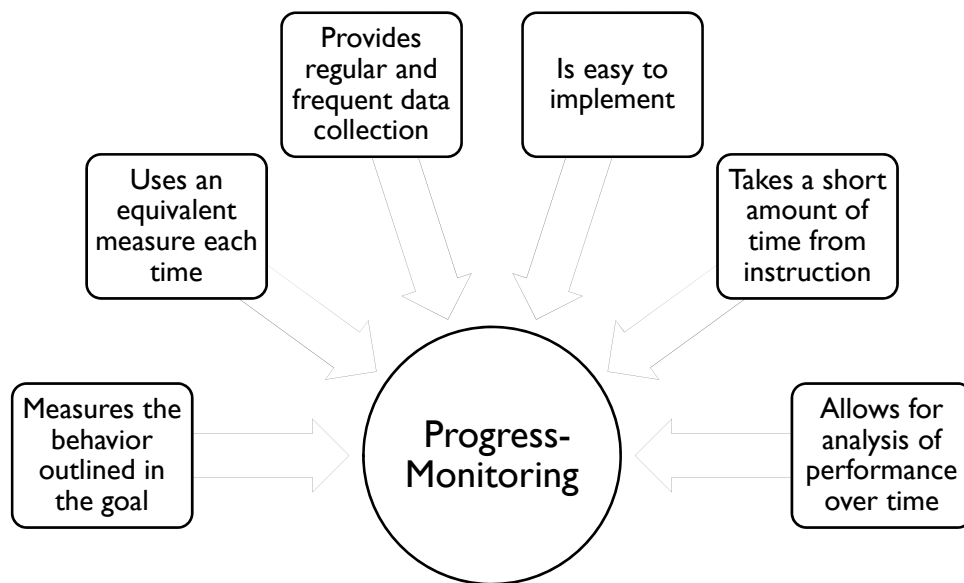 Provides
regular and
frequent data
collection
Is easy to
implement
Uses an
equivalent
measure each
time
Takes a short
amount of
time from
instruction
Measures the
behavior
outlined in
the goal
Progress-
Monitoring
Allows for
analysis of
performance
over time